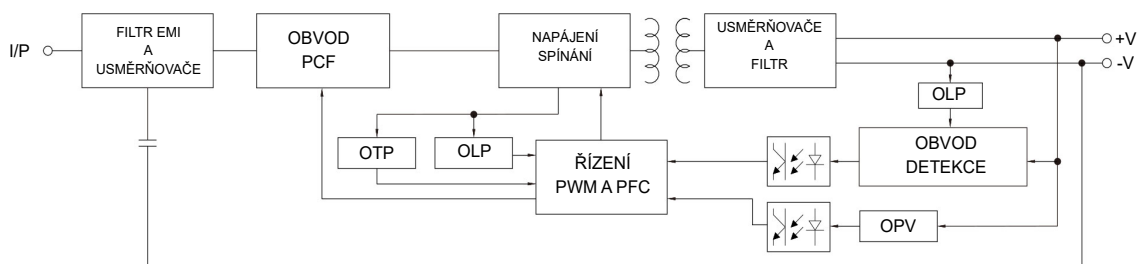 I/P
FILTR EMI
A
USMĚRŇOVAČE
OBVOD
PCF
NAPÁJENÍ
SPÍNÁNÍ
USMĚRŇOVAČE
A
FILTR
+V
-V
OLP
OTP
OLP
ŘÍZENÍ
PWM A PFC
OBVOD
DETEKCE
OPV